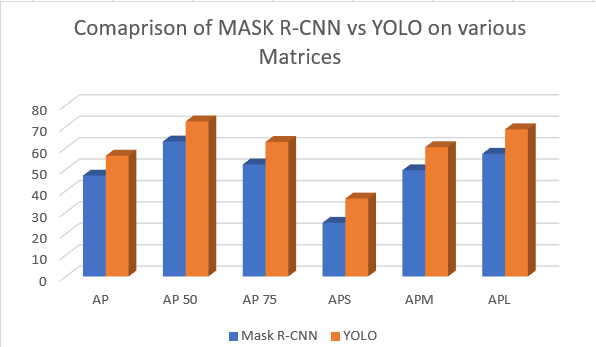 Comaprison of MASK R-CNN vs YOLO on various
Matrices
80
70
60
50
40
30
20
10
0
AP AP 50 AP 75 APS APM APL
Mask R-CNN YOLO